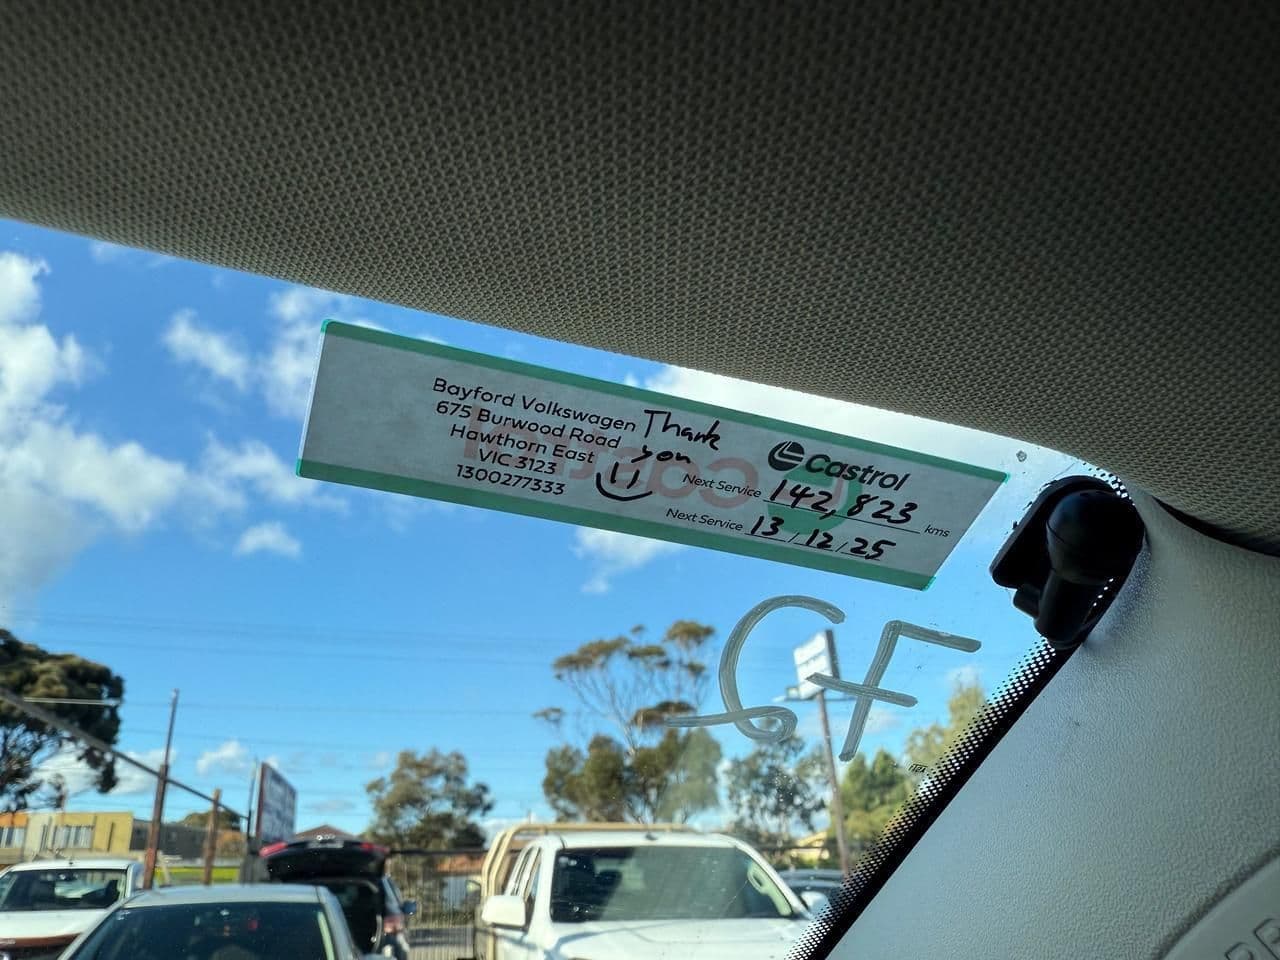 Bayford Volkswagen
675 Burwood Road
Hawthorn East
VIC 3123
1300277333
Thank
you
Castrol
Next Service 142,823 kms
Next Service 13/12/25
GF